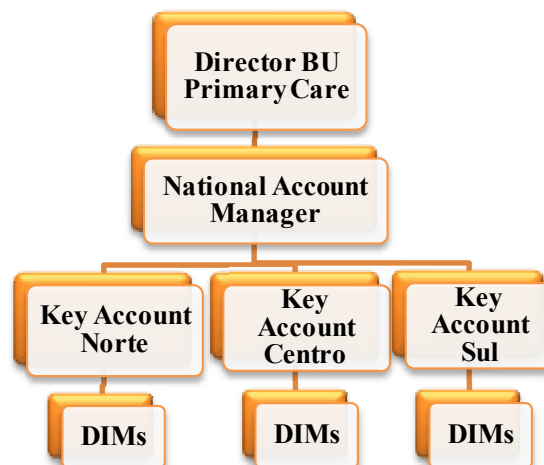 Director BU
Primary Care
National Account
Manager
Key Account
Norte
Key
Account
Centro
Key
Account
Sul
DIMs
DIMs
DIMs